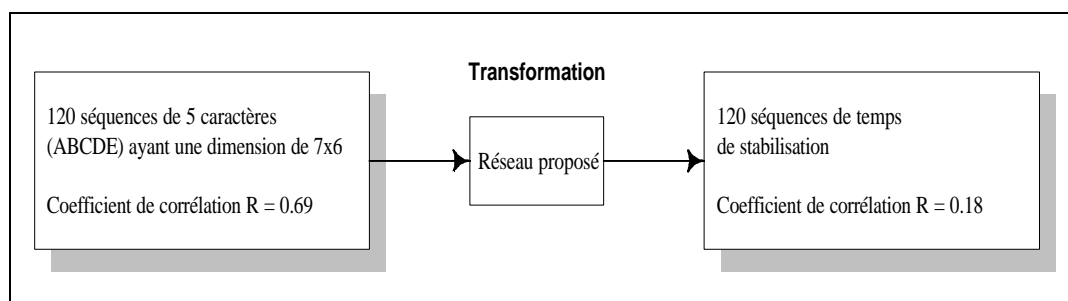 Transformation
120 séquences de 5 caractères
(ABCDE) ayant une dimension de 7x6
Coefficient de corrélation R = 0.69
Réseau proposé
120 séquences de temps
de stabilisation
Coefficient de corrélation R = 0.18